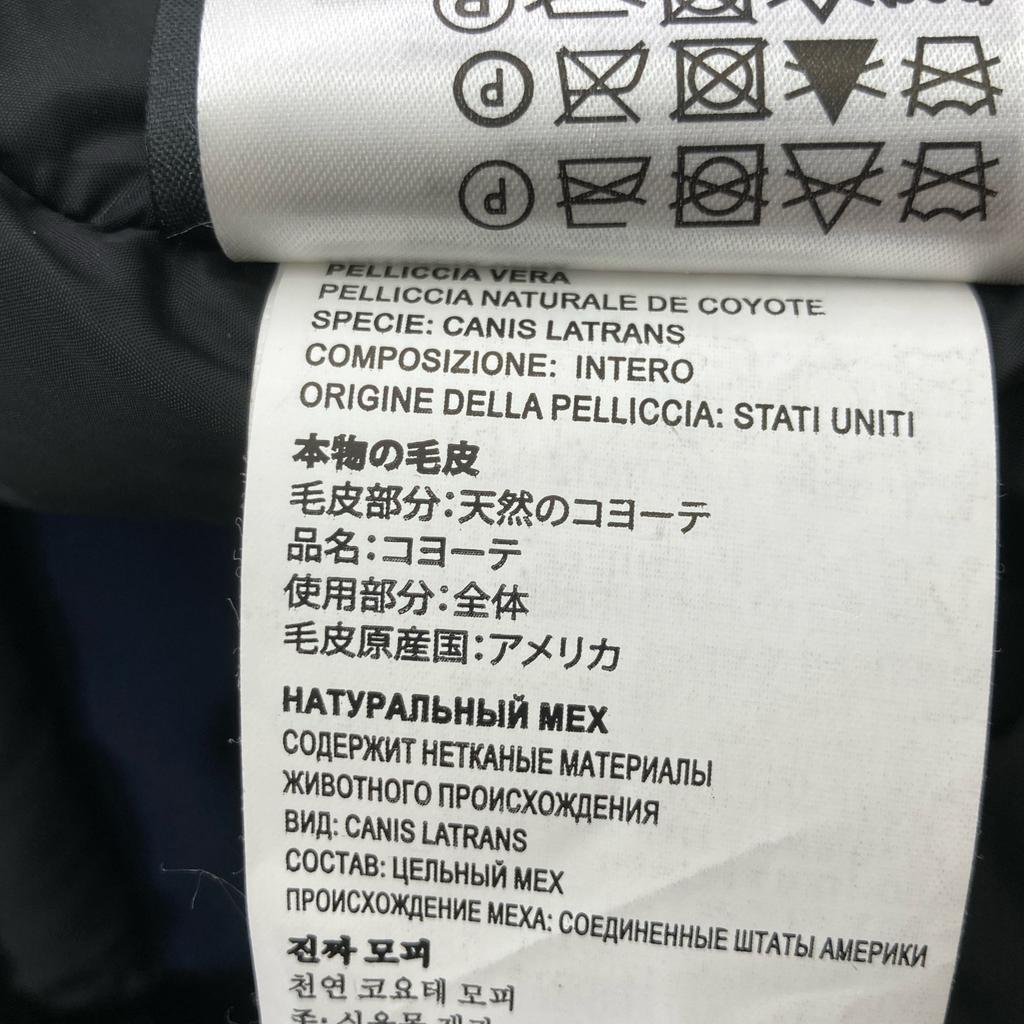 P
P
PELLICCIA VERA
PELLICCIA NATURALE DE COYOTE
SPECIE: CANIS LATRANS
COMPOSIZIONE: INTERO
ORIGINE DELLA PELLICCIA: STATI UNITI
本物の毛皮
毛皮部分:天然のコヨーテ
品名:コヨーテ
使用部分:全体
毛皮原産国:アメリカ
НАТУРАЛЬНЫЙ МЕХ
СОДЕРЖИТ НЕТКАНЫЕ МАТЕРИАЛЫ
ЖИВОТНОГО ПРОИСХОЖДЕНИЯ
ВИД: CANIS LATRANS
СОСТАВ: ЦЕЛЬНЫЙ МЕХ
ПРОИСХОЖДЕНИЕ МЕХА: СОЕДИНЕННЫЕ ШТАТЫ АМЕРИКИ
진짜 모피
천연 코요테 모피